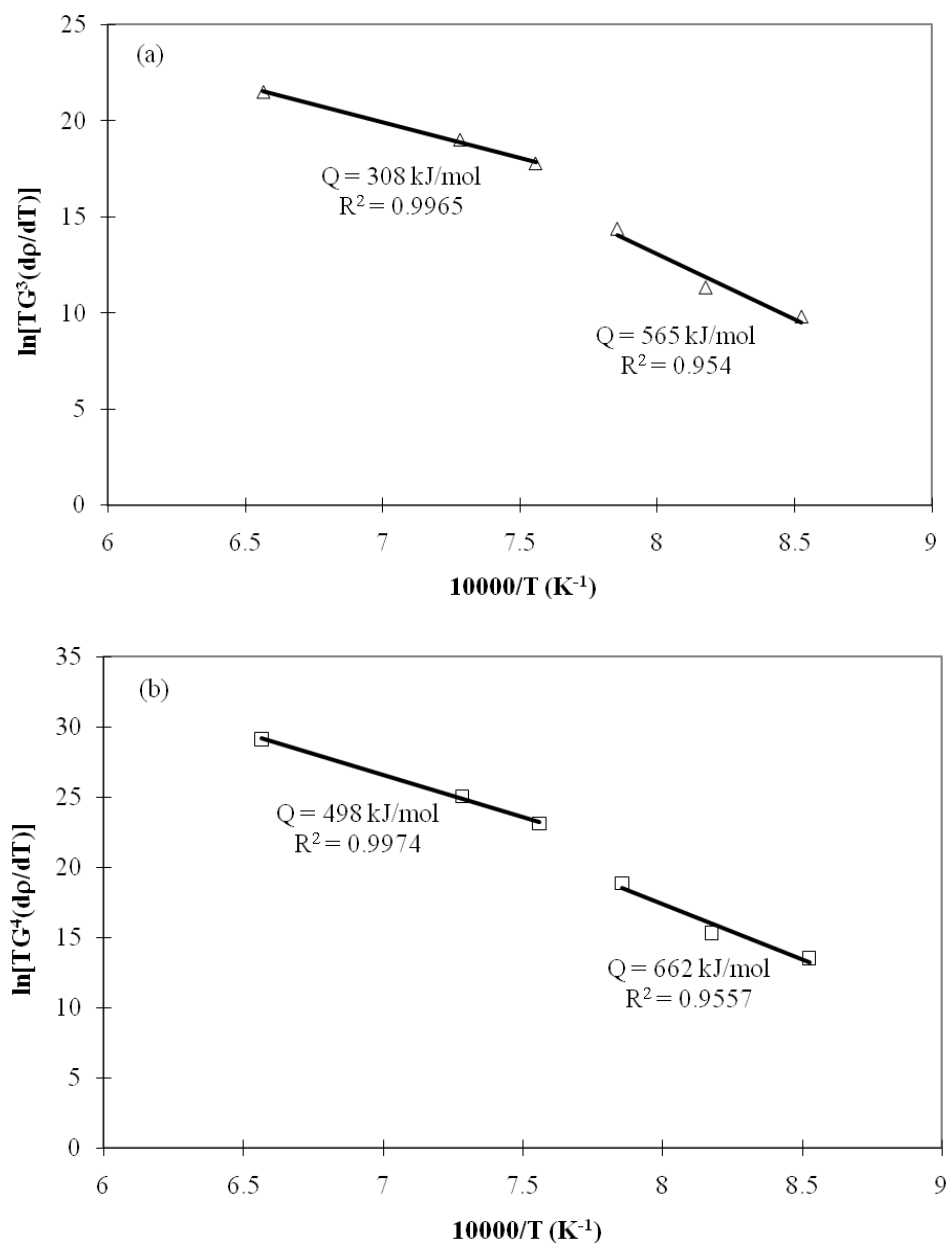 (a)
25
20
15
10
5
0
ln[TG³(dρ/dT)]
Q = 308 kJ/mol
R² = 0.9965
Q = 565 kJ/mol
R² = 0.954
6 6.5 7 7.5 8 8.5 9
10000/T (K⁻¹)
(b)
35
30
25
20
15
10
5
0
ln[TG⁴(dρ/dT)]
Q = 498 kJ/mol
R² = 0.9974
Q = 662 kJ/mol
R² = 0.9557
6 6.5 7 7.5 8 8.5 9
10000/T (K⁻¹)